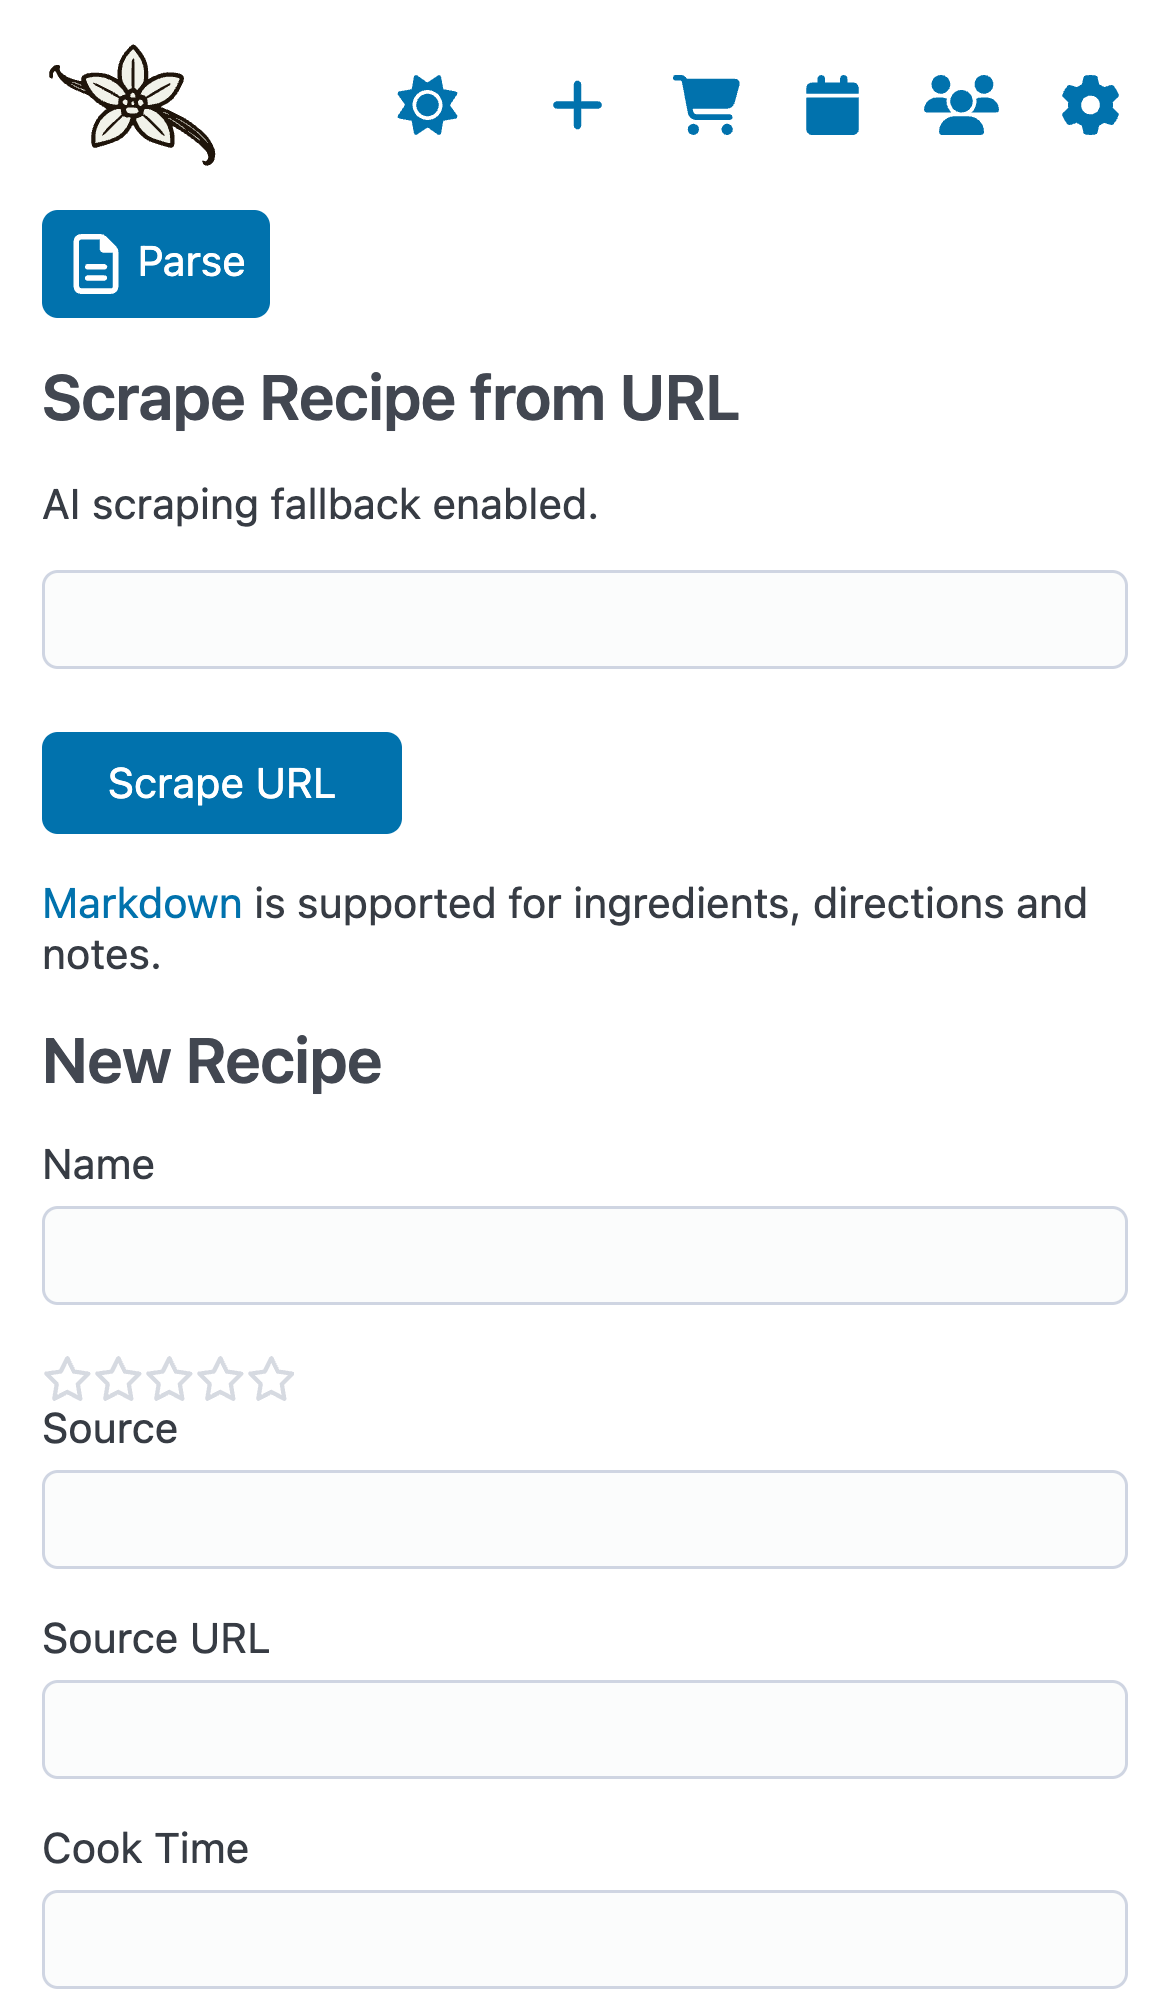 Parse
Scrape Recipe from URL
AI scraping fallback enabled.
Scrape URL
Markdown is supported for ingredients, directions and
notes.
New Recipe
Name
Source
Source URL
Cook Time